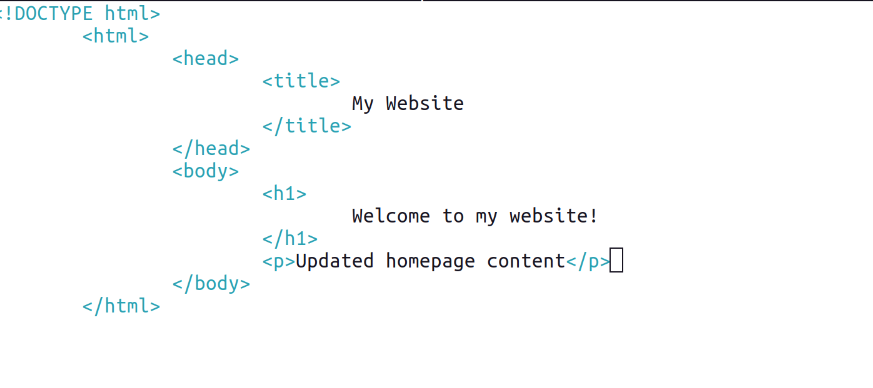 <!DOCTYPE html>
<html>
<head>
<title>
My Website
</title>
</head>
<body>
<h1>
Welcome to my website!
</h1>
<p>Updated homepage content</p>
</body>
</html>